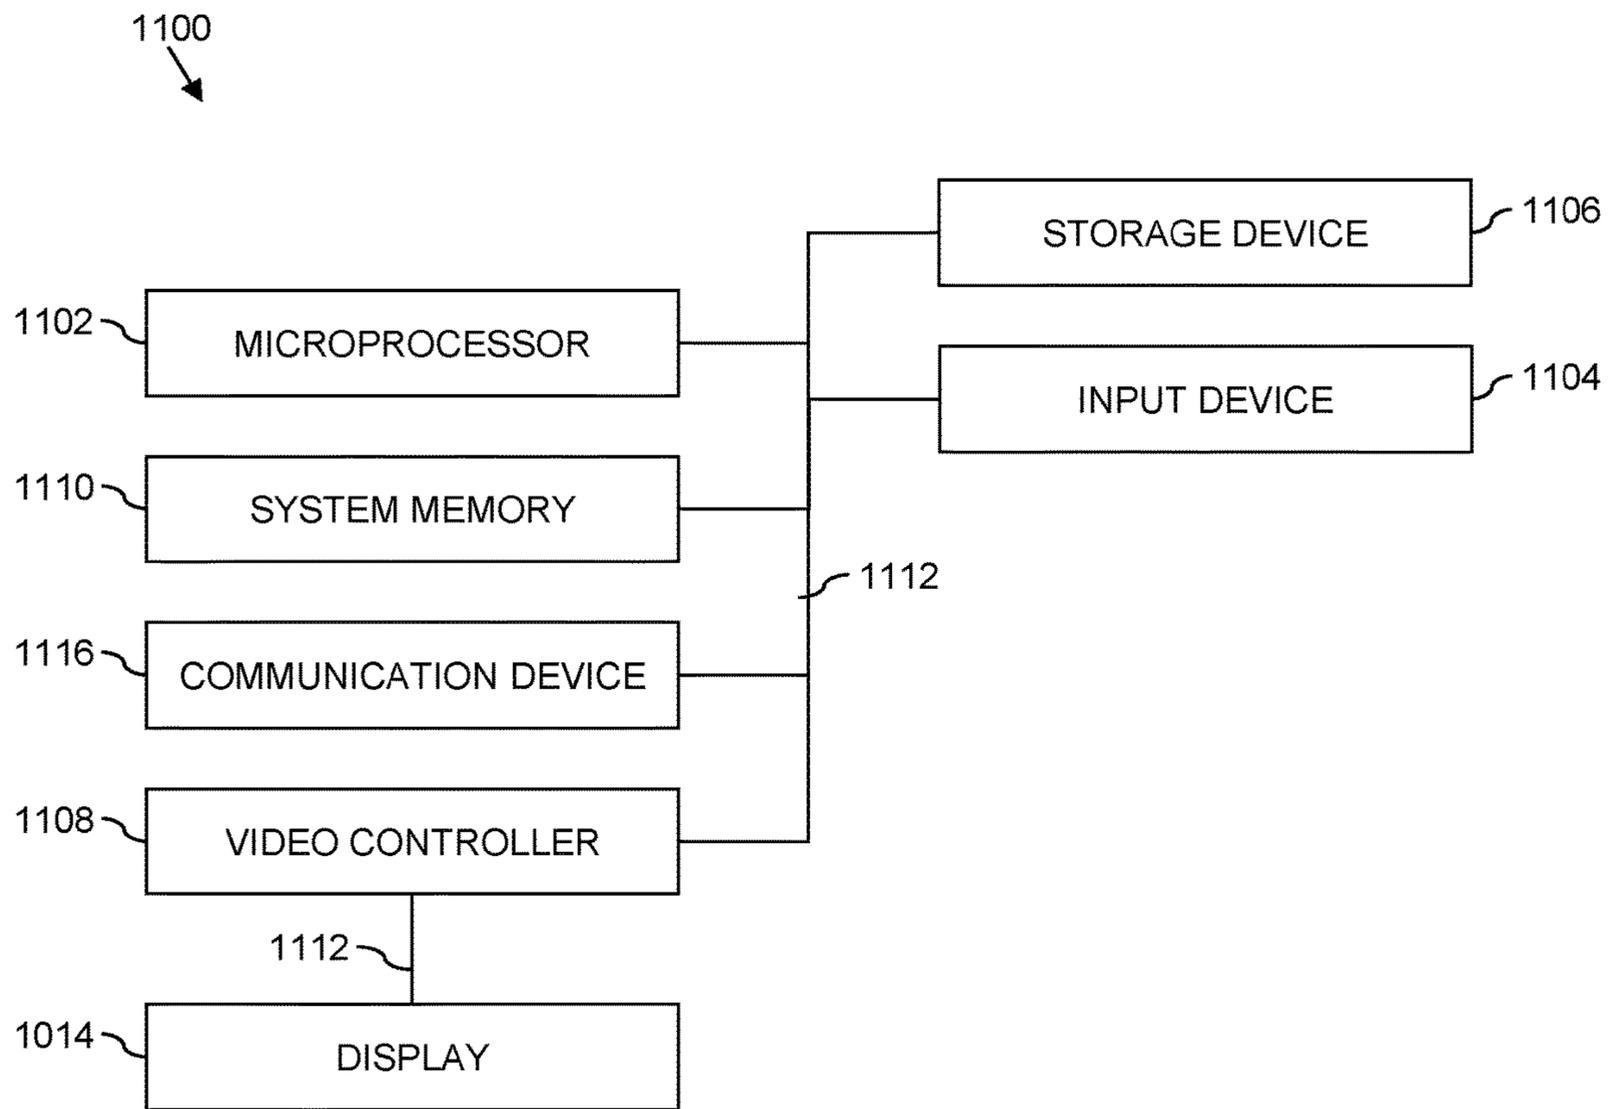 1100
STORAGE DEVICE
1106
1102
MICROPROCESSOR
INPUT DEVICE
1104
1110
SYSTEM MEMORY
1112
1116
COMMUNICATION DEVICE
1108
VIDEO CONTROLLER
1112
1014
DISPLAY